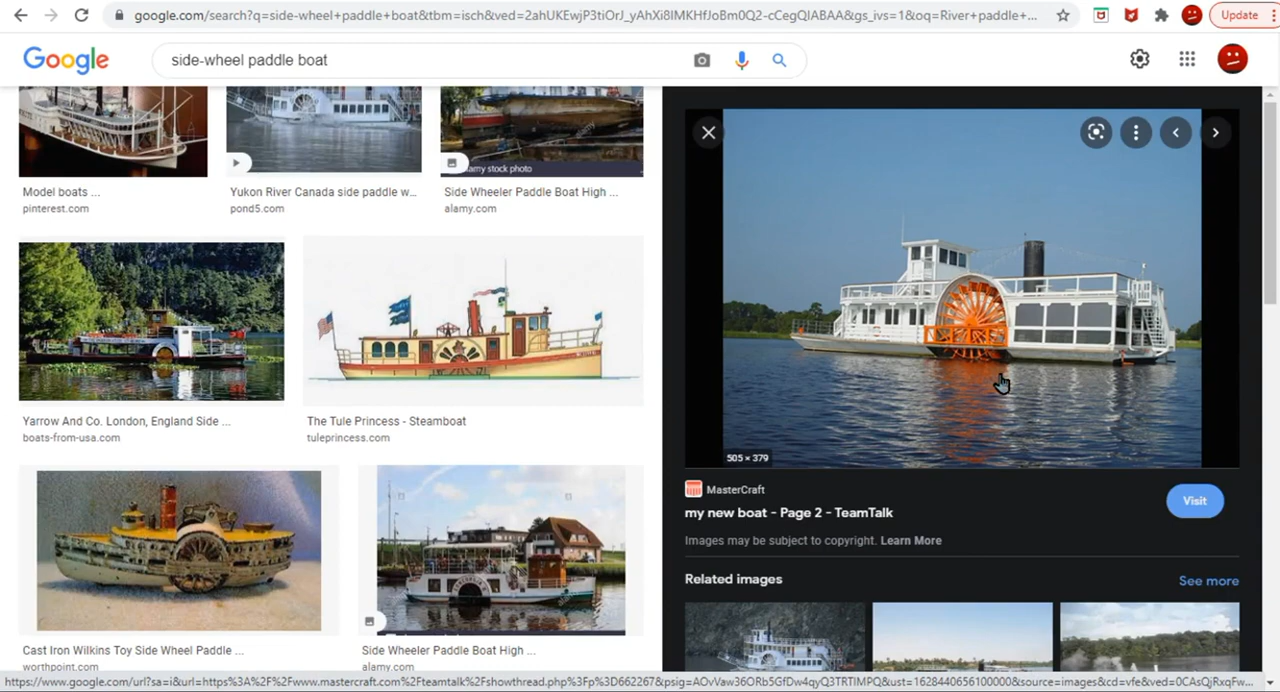 google.com/search?q=side-wheel+paddle+boat&tbm=isch&ved=2ahUKEwjP3tiOrJ_yAhXi8IMKHfJoBm0Q2-cCegQIABAA&gs_ivs=1&oq=River+paddle+...
Update
Google
side-wheel paddle boat
Model boats ...
pinterest.com
Yukon River Canada side paddle w...
pond5.com
alamy stock photo
Side Wheeler Paddle Boat High ...
alamy.com
Yarrow And Co. London, England Side ...
boats-from-usa.com
The Tule Princess - Steamboat
tuleprincess.com
Cast Iron Wilkins Toy Side Wheel Paddle ...
worthpoint.com
Side Wheeler Paddle Boat High ...
alamy.com
505 × 379
MasterCraft
my new boat - Page 2 - TeamTalk
Visit
Images may be subject to copyright. Learn More
Related images
See more
https://www.google.com/url?sa=i&url=https%3A%2F%2Fwww.mastercraft.com%2Fteamtalk%2Fshowthread.php%3Fp%3D662267&psig=AOvVaw36ORb5GfDw4qyQ3TRTIMPQ&ust=1628440656100000&source=images&cd=vfe&ved=0CAsQjRxqFw...